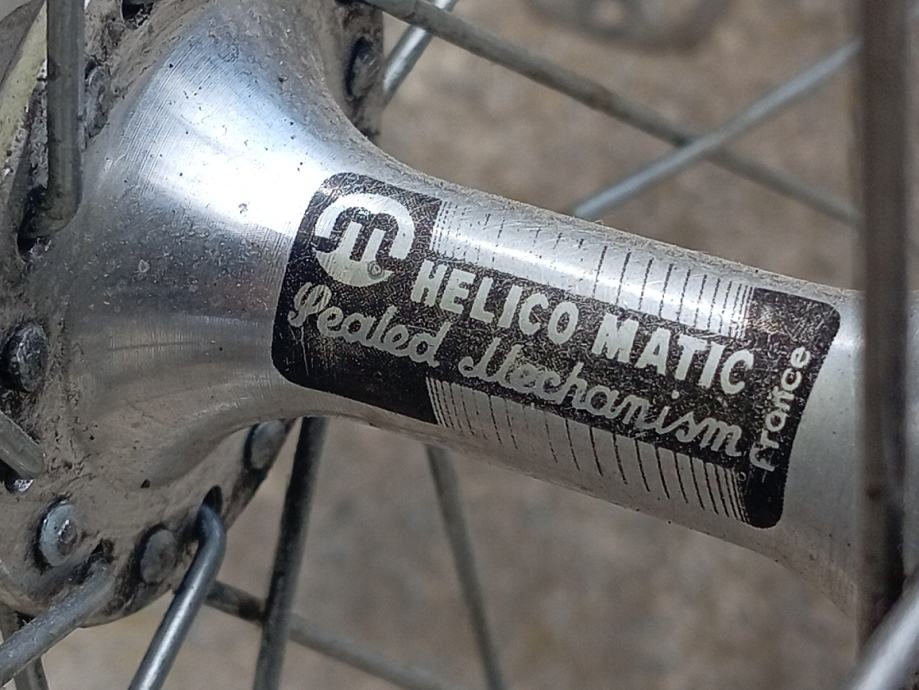 m
HELICO MATIC
Sealed Mechanism
France